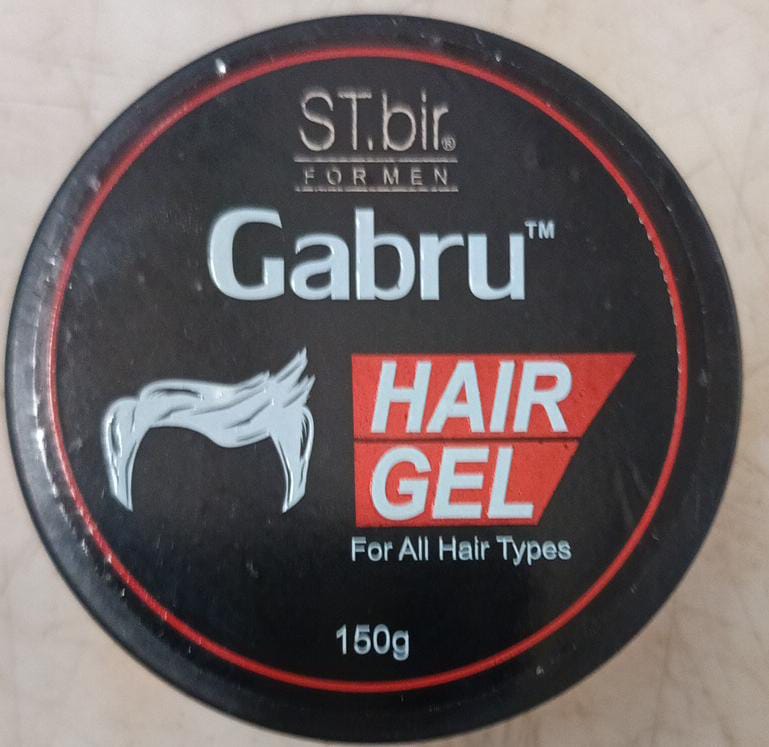 ST.bir®
FOR MEN
Gabru™
HAIR
GEL
For All Hair Types
150g